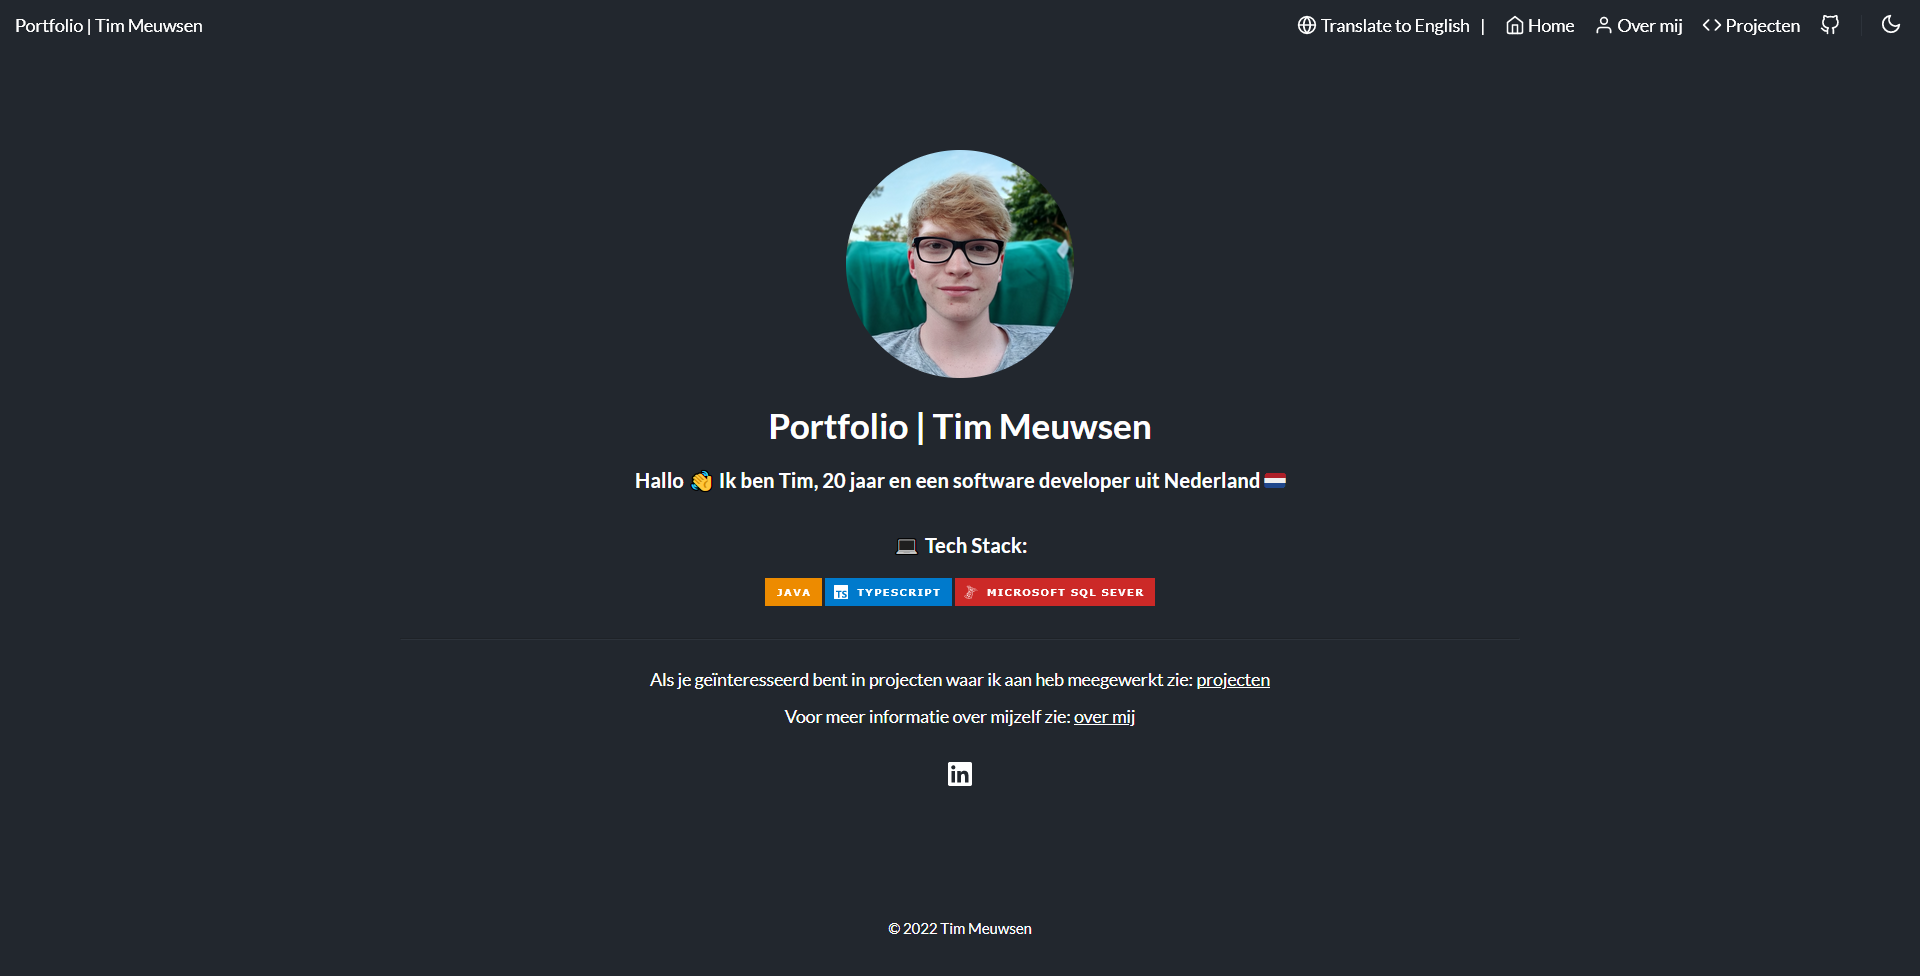 Portfolio | Tim Meuwsen
Translate to English | Home Over mij Projecten
Portfolio | Tim Meuwsen
Hallo 👋 Ik ben Tim, 20 jaar en een software developer uit Nederland 🇳🇱
💻 Tech Stack:
JAVA TS TYPESCRIPT MICROSOFT SQL SEVER
Als je geïnteresseerd bent in projecten waar ik aan heb meegewerkt zie: projecten
Voor meer informatie over mijzelf zie: over mij
in
© 2022 Tim Meuwsen